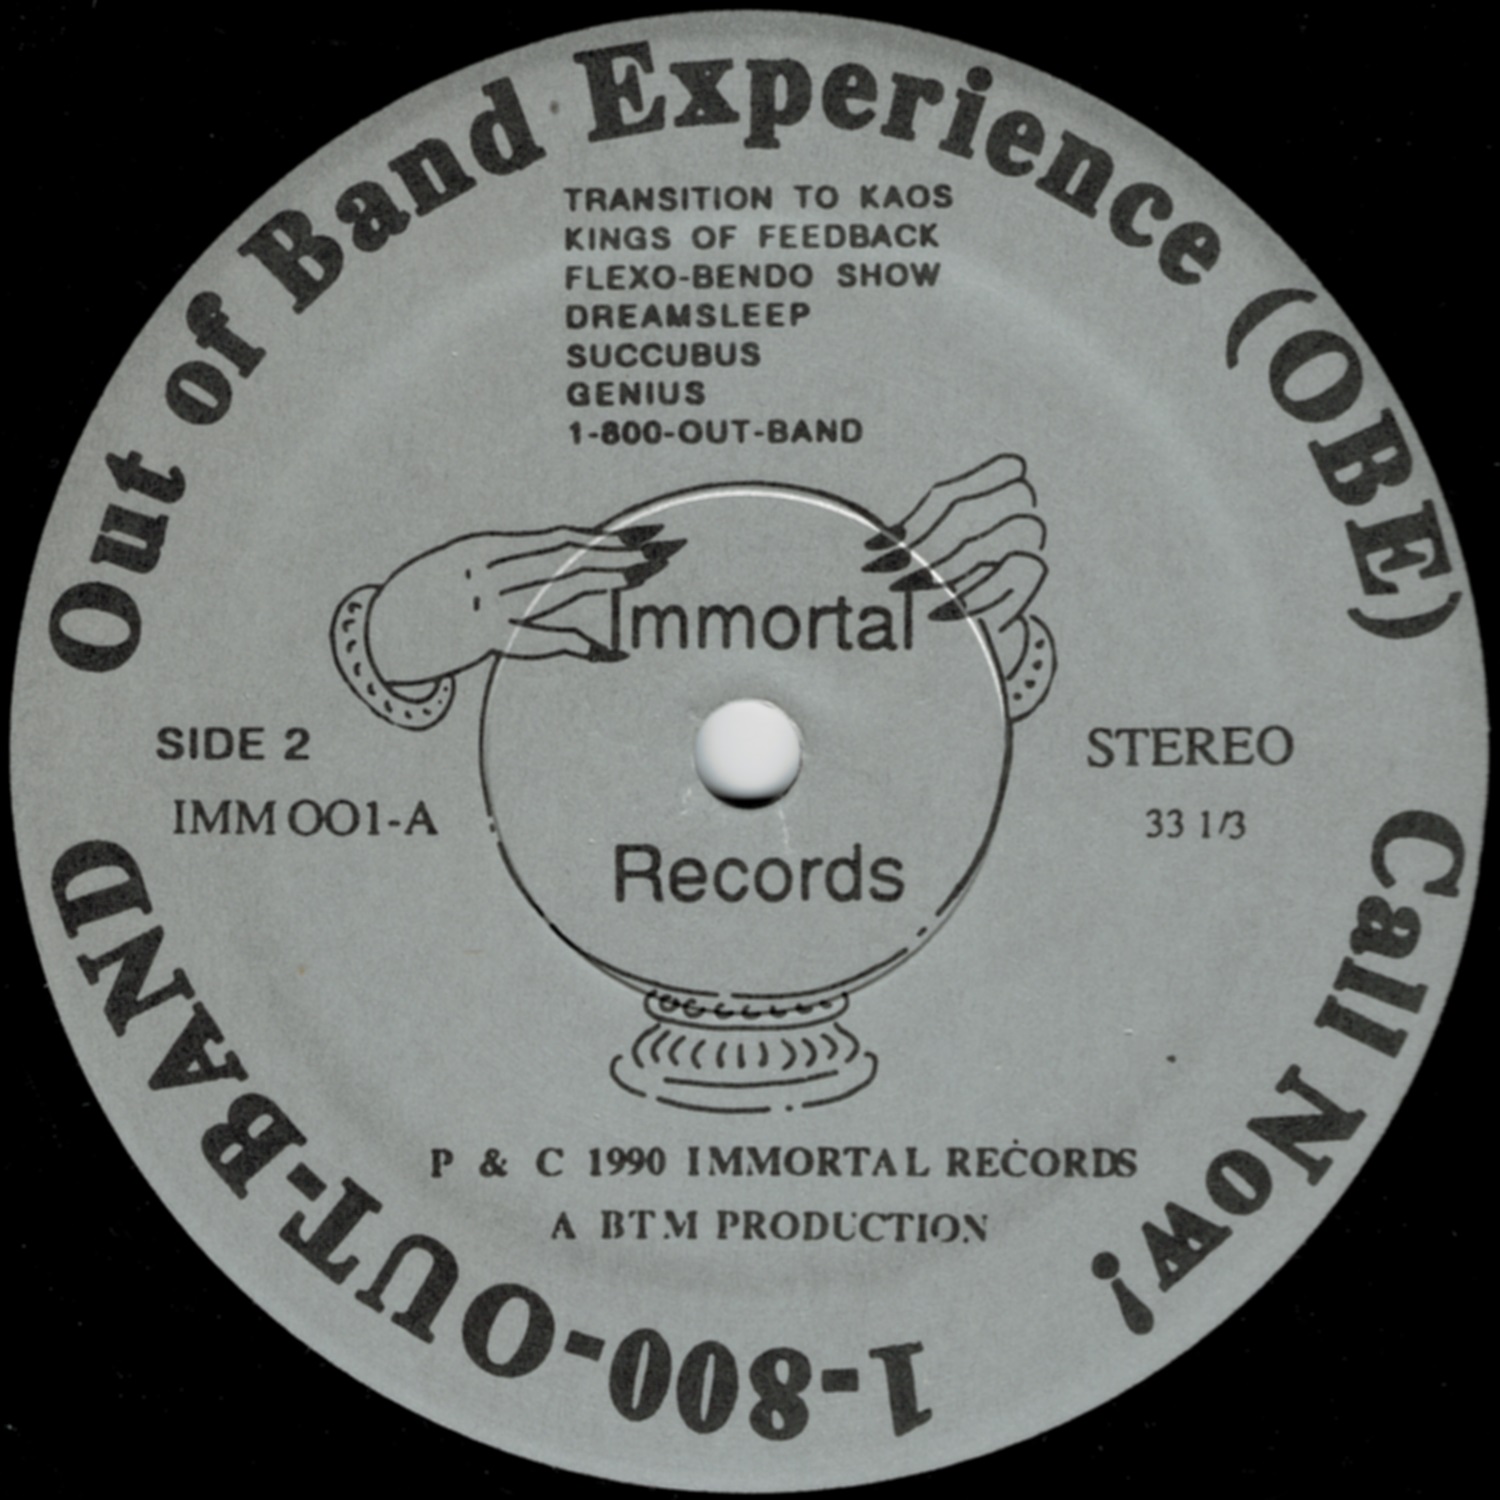 Out of Band Experience (OBE)
TRANSITION TO KAOS
KINGS OF FEEDBACK
FLEXO-BENDO SHOW
DREAMSLEEP
SUCCUBUS
GENIUS
1-800-OUT-BAND
Immortal
SIDE 2
STEREO
IMM OO1-A
33 1/3
Records
P & C 1990 IMMORTAL RECORDS
A BTM PRODUCTION
Call Now! 1-800-OUT-BAND